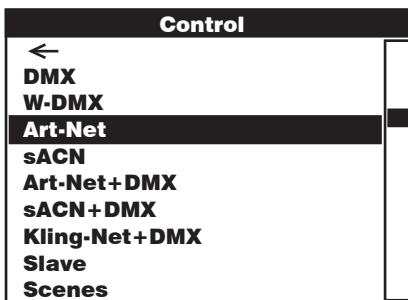 Control
←
DMX
W-DMX
Art-Net
sACN
Art-Net+DMX
sACN+DMX
Kling-Net+DMX
Slave
Scenes